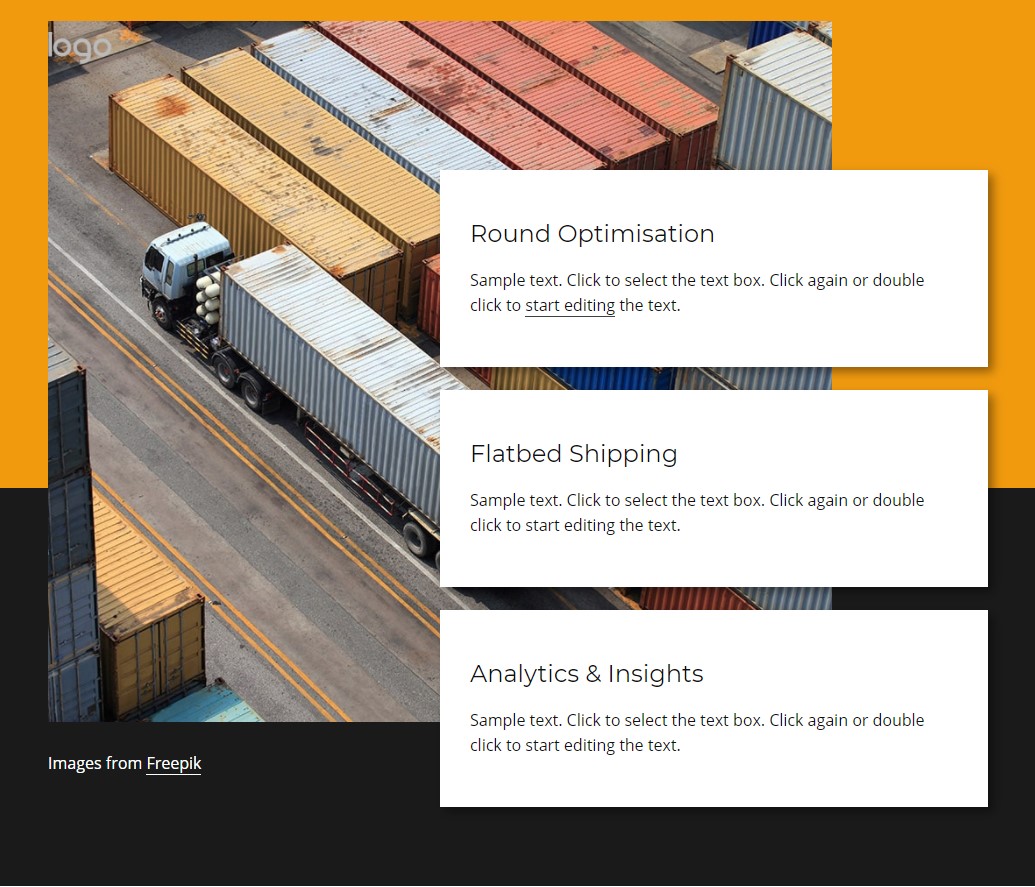 logo
Round Optimisation
Sample text. Click to select the text box. Click again or double
click to start editing the text.
Flatbed Shipping
Sample text. Click to select the text box. Click again or double
click to start editing the text.
Analytics & Insights
Sample text. Click to select the text box. Click again or double
click to start editing the text.
Images from Freepik